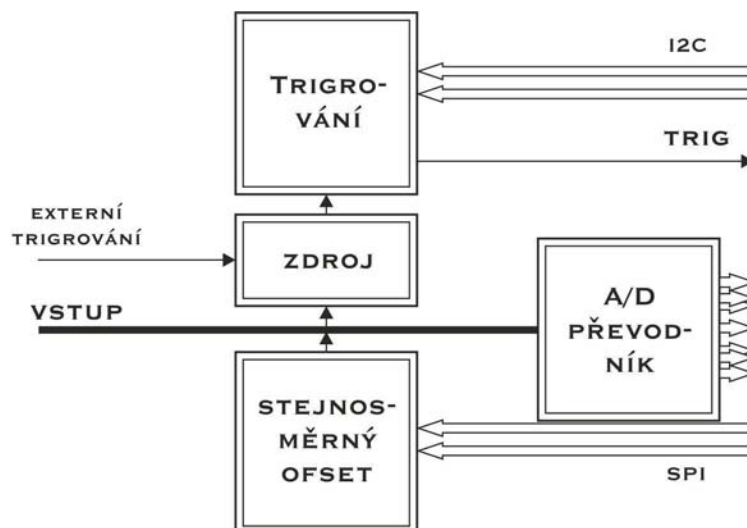 I2C
TRIGRO-
VÁNÍ
TRIG
EXTERNÍ
TRIGROVÁNÍ
ZDROJ
VSTUP
A/D
PŘEVOD-
NÍK
STEJNOS-
MĚRNÝ
OFSET
SPI